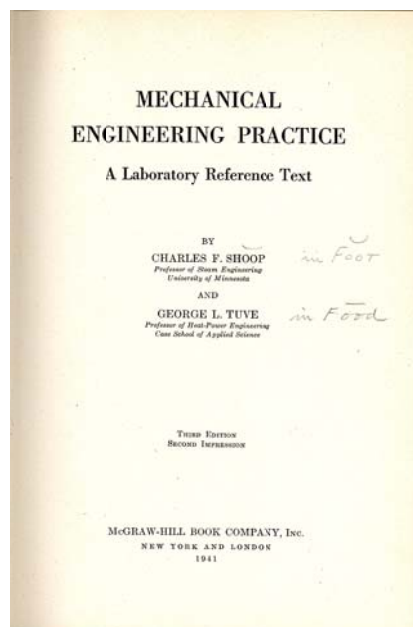 MECHANICAL
ENGINEERING PRACTICE
A Laboratory Reference Text
BY
CHARLES F. SHOOP in FOOT
Professor of Steam Engineering
University of Minnesota
AND
GEORGE L. TUVE in Food
Professor of Heat-Power Engineering
Case School of Applied Science
THIRD EDITION
SECOND IMPRESSION
McGRAW-HILL BOOK COMPANY, INC.
NEW YORK AND LONDON
1941